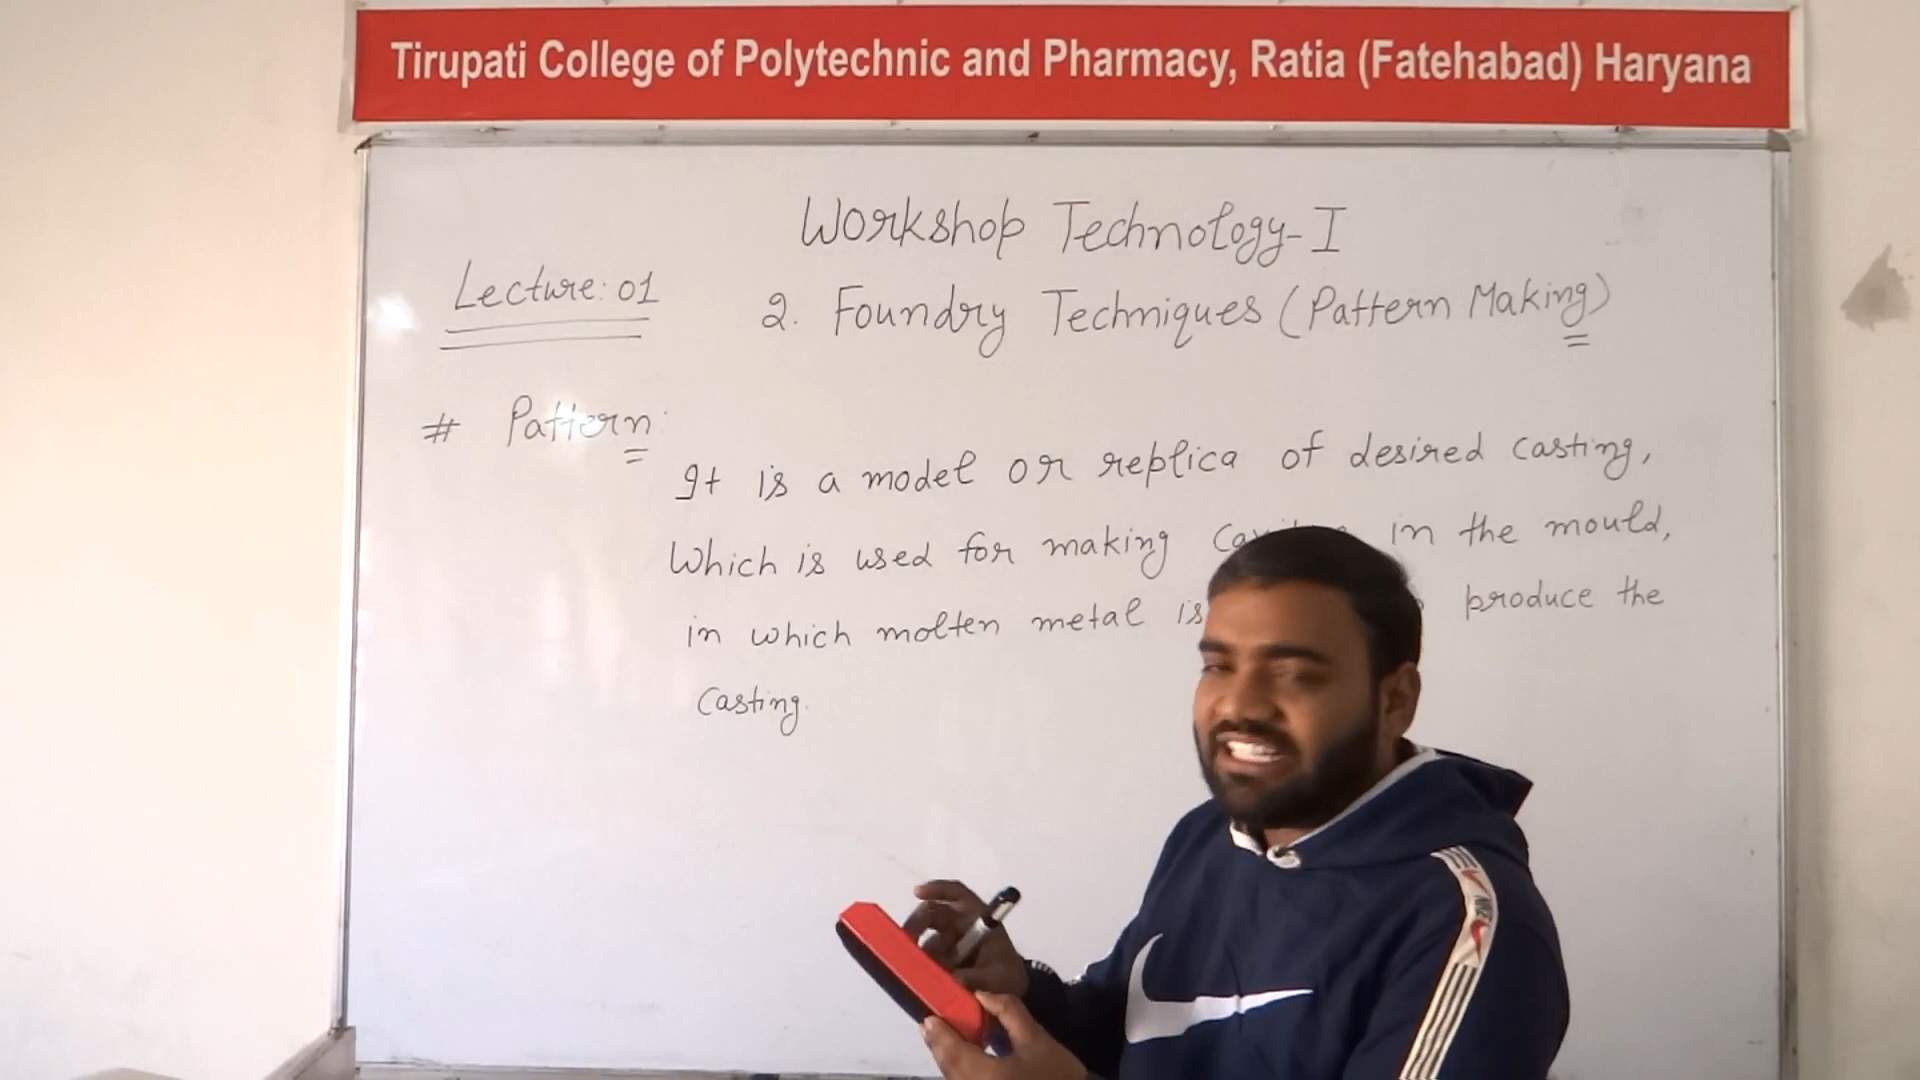 Tirupati College of Polytechnic and Pharmacy, Ratia (Fatehabad) Haryana
Workshop Technology-I
Lecture: 01
2. Foundry Techniques (Pattern Making)
# Pattern:
It is a model or replica of desired casting,
Which is used for making in the mould,
in which molten metal is produce the
Casting.